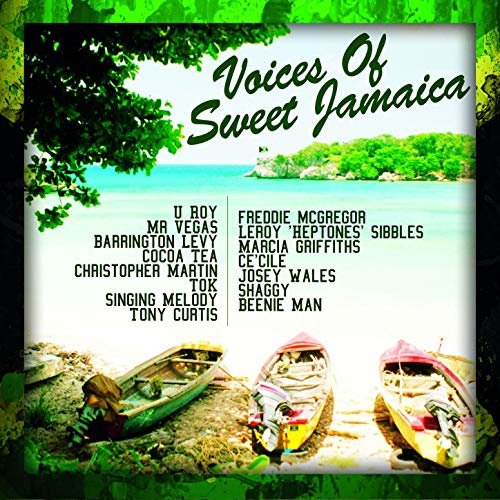 Voices Of
Sweet Jamaica
U ROY
MR VEGAS
BARRINGTON LEVY
COCOA TEA
CHRISTOPHER MARTIN
TOK
SINGING MELODY
TONY CURTIS
FREDDIE MCGREGOR
LEROY 'HEPTONES' SIBBLES
MARCIA GRIFFITHS
CE'CILE
JOSEY WALES
SHAGGY
BEENIE MAN